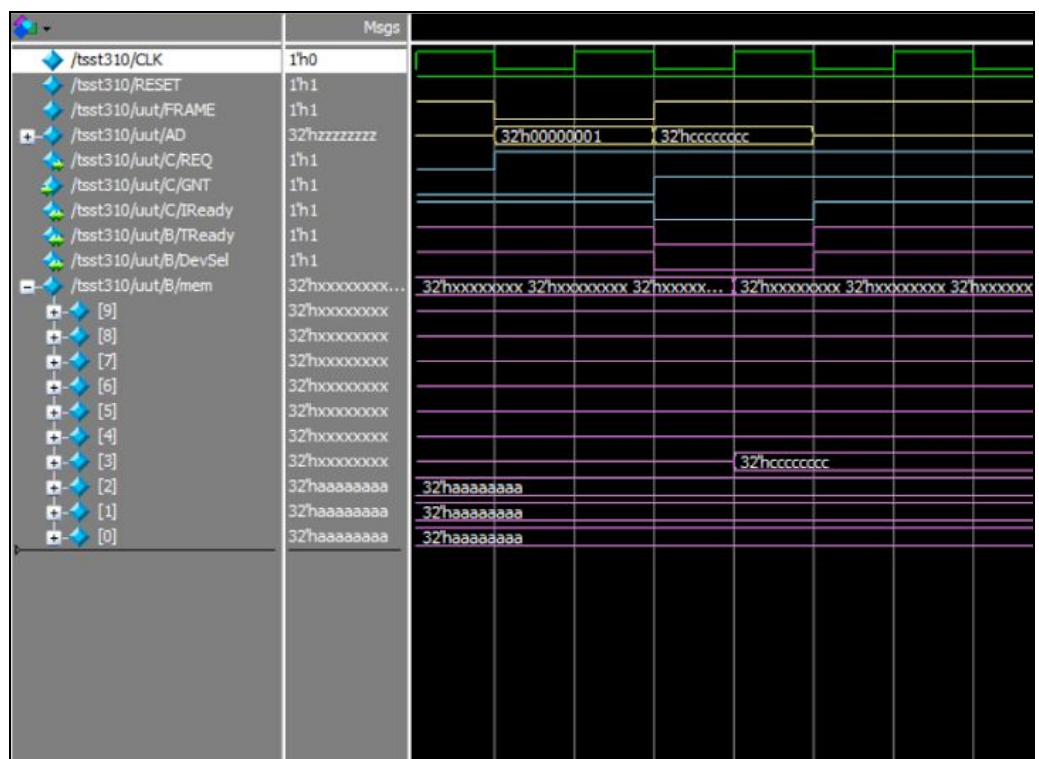 Msgs
/tsst310/CLK 1'h0
/tsst310/RESET 1'h1
/tsst310/uut/FRAME 1'h1
/tsst310/uut/AD 32'hzzzzzzzz 32'h00000001 32'hcccccccc
/tsst310/uut/C/REQ 1'h1
/tsst310/uut/C/GNT 1'h1
/tsst310/uut/C/IReady 1'h1
/tsst310/uut/B/TReady 1'h1
/tsst310/uut/B/DevSel 1'h1
/tsst310/uut/B/mem 32'hxxxxxxxxx... 32'hxxxxxxxx 32'hxxxxxxxx 32'hxxxxx... 32'hxxxxxxxx 32'hxxxxxxxx 32'hxxxxxx
[9] 32'hxxxxxxxx
[8] 32'hxxxxxxxx
[7] 32'hxxxxxxxx
[6] 32'hxxxxxxxx
[5] 32'hxxxxxxxx
[4] 32'hxxxxxxxx
[3] 32'hxxxxxxxx 32'hcccccccc
[2] 32'haaaaaaaa 32'haaaaaaaa
[1] 32'haaaaaaaa 32'haaaaaaaa
[0] 32'haaaaaaaa 32'haaaaaaaa